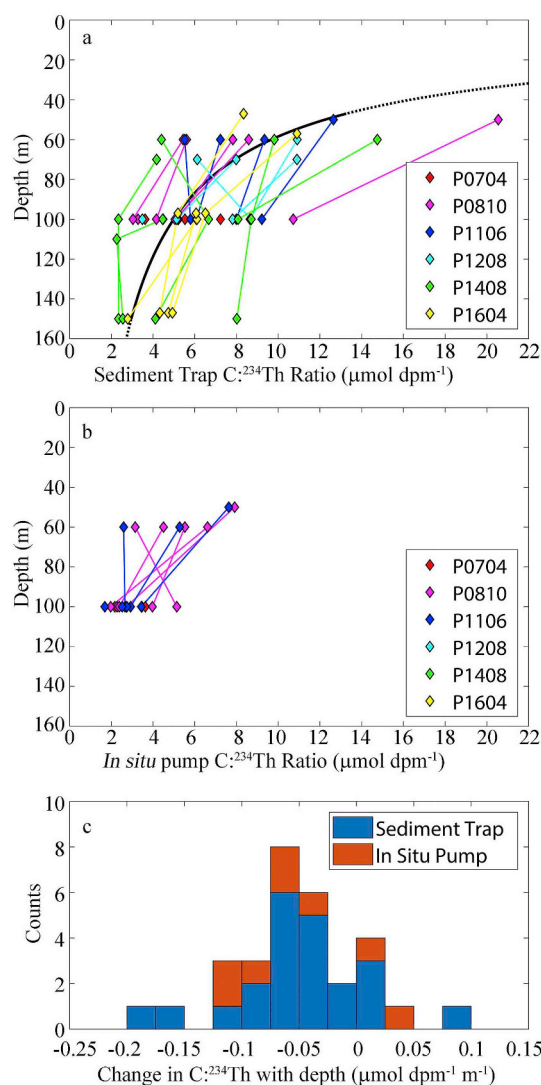 a
0
20
40
60
80
100
120
140
160
Depth (m)
0 2 4 6 8 10 12 14 16 18 20 22
Sediment Trap C:²³⁴Th Ratio (μmol dpm⁻¹)
P0704
P0810
P1106
P1208
P1408
P1604
b
0
20
40
60
80
100
120
140
160
Depth (m)
0 2 4 6 8 10 12 14 16 18 20 22
In situ pump C:²³⁴Th Ratio (μmol dpm⁻¹)
P0704
P0810
P1106
P1208
P1408
P1604
c
10
8
6
4
2
0
Counts
Sediment Trap
In Situ Pump
-0.25 -0.2 -0.15 -0.1 -0.05 0 0.05 0.1 0.15
Change in C:²³⁴Th with depth (μmol dpm⁻¹ m⁻¹)